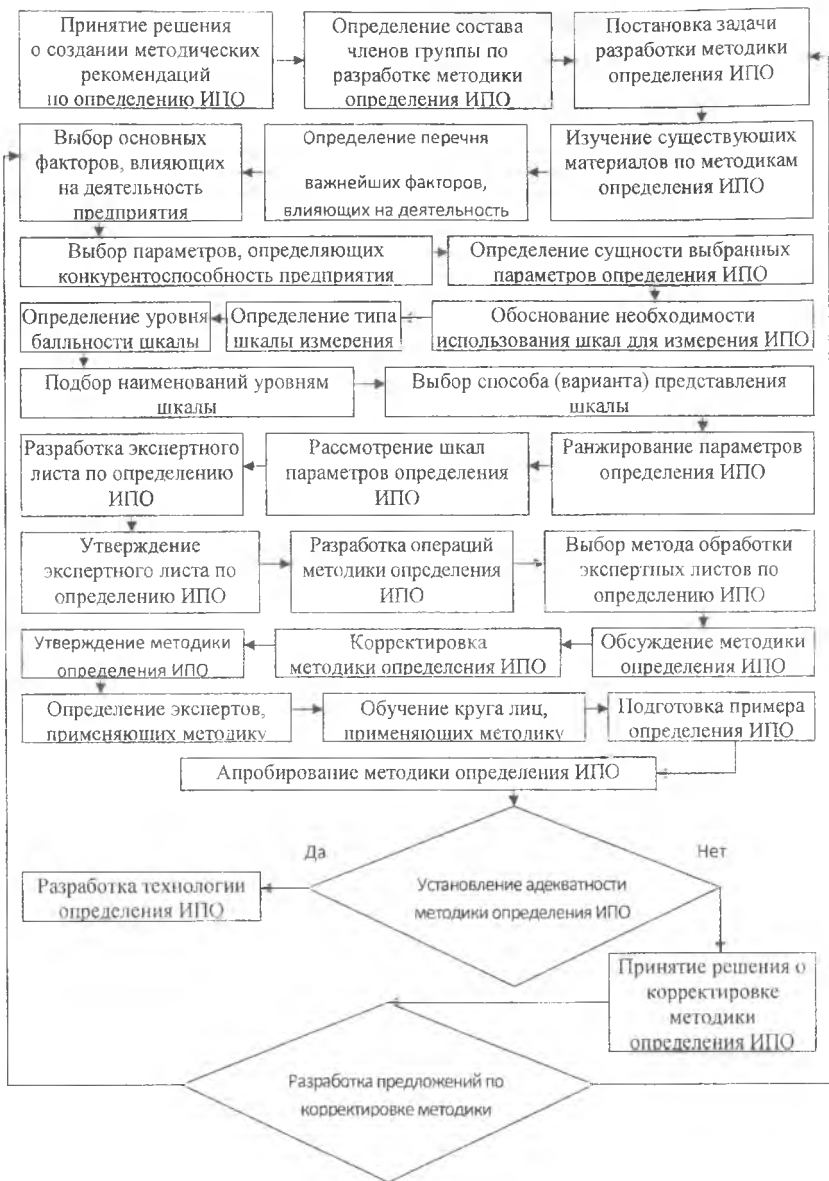 Принятие решения
о создании методических
рекомендаций
по определению ИПО
Определение состава
членов группы по
разработке методики
определения ИПО
Постановка задачи
разработки методики
определения ИПО
Выбор основных
факторов, влияющих
на деятельность
предприятия
Определение перечня
важнейших факторов,
влияющих на деятельность
Изучение существующих
материалов по методикам
определения ИПО
Выбор параметров, определяющих
конкурентоспособность предприятия
Определение сущности выбранных
параметров определения ИПО
Определение уровня
балльности шкалы
Определение типа
шкалы измерения
Обоснование необходимости
использования шкал для измерения ИПО
Подбор наименований уровням
шкалы
Выбор способа (варианта) представления
шкалы
Разработка экспертного
листа по определению
ИПО
Рассмотрение шкал
параметров определения
ИПО
Ранжирование параметров
определения ИПО
Утверждение
экспертного листа по
определению ИПО
Разработка операций
методики определения
ИПО
Выбор метода обработки
экспертных листов по
определению ИПО
Утверждение методики
определения ИПО
Корректировка
методики определения ИПО
Обсуждение методики
определения ИПО
Определение экспертов,
применяющих методику
Обучение круга лиц,
применяющих методику
Подготовка примера
определения ИПО
Апробирование методики определения ИПО
Да
Нет
Разработка технологии
определения ИПО
Установление адекватности
методики определения ИПО
Принятие решения о
корректировке
методики
определения ИПО
Разработка предложений по
корректировке методики